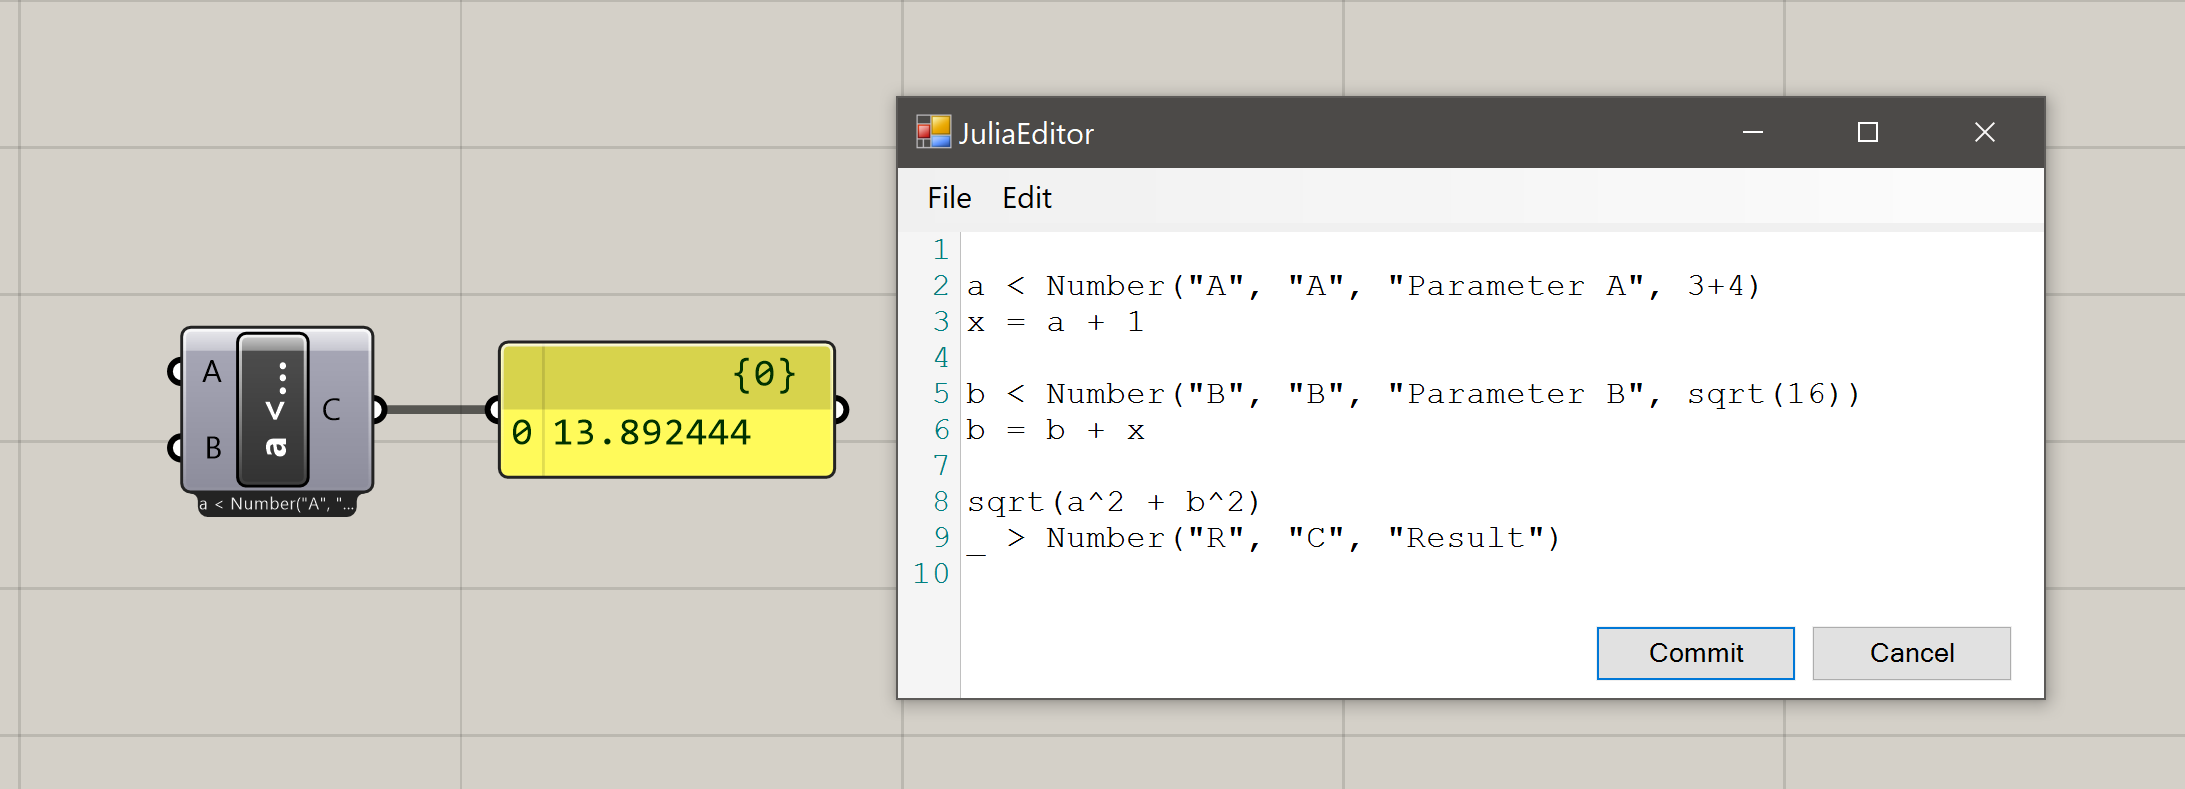 A
B
a <...
C
a < Number("A", "...
{0}
0 13.892444
JuliaEditor
File Edit
1
2 a < Number("A", "A", "Parameter A", 3+4)
3 x = a + 1
4
5 b < Number("B", "B", "Parameter B", sqrt(16))
6 b = b + x
7
8 sqrt(a^2 + b^2)
9 _ > Number("R", "C", "Result")
10
Commit Cancel